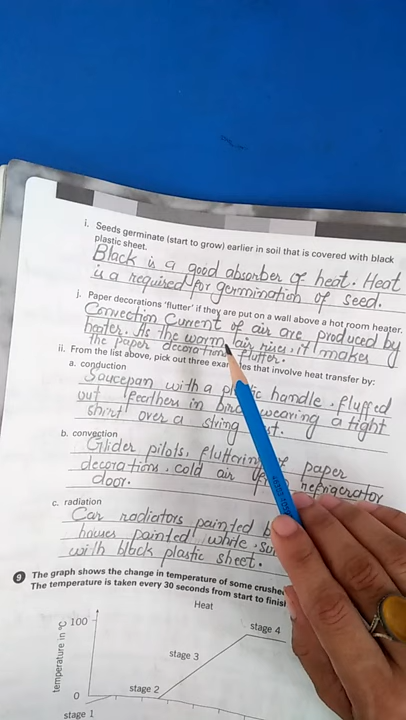 i. Seeds germinate (start to grow) earlier in soil that is covered with black
plastic sheet.
Black is a good absorber of heat. Heat
is a required for germination of seed.
j. Paper decorations 'flutter' if they are put on a wall above a hot room heater.
Convection Current of air are produced by
heater. As the warm air rises, it makes
the paper decorations flutter.
ii. From the list above, pick out three examples that involve heat transfer by:
a. conduction
Saucepan with a plastic handle, fluffed
out feathers in bird wearing a tight
shirt over a string vest.
b. convection
Glider pilots, fluttering of paper
decorations, cold air refrigerator
door.
c. radiation
Car radiators painted
houses painted white,
with black plastic sheet.
9 The graph shows the change in temperature of some crushed
The temperature is taken every 30 seconds from start to finish
Heat
temperature in °C
100
0
stage 1
stage 2
stage 3
stage 4